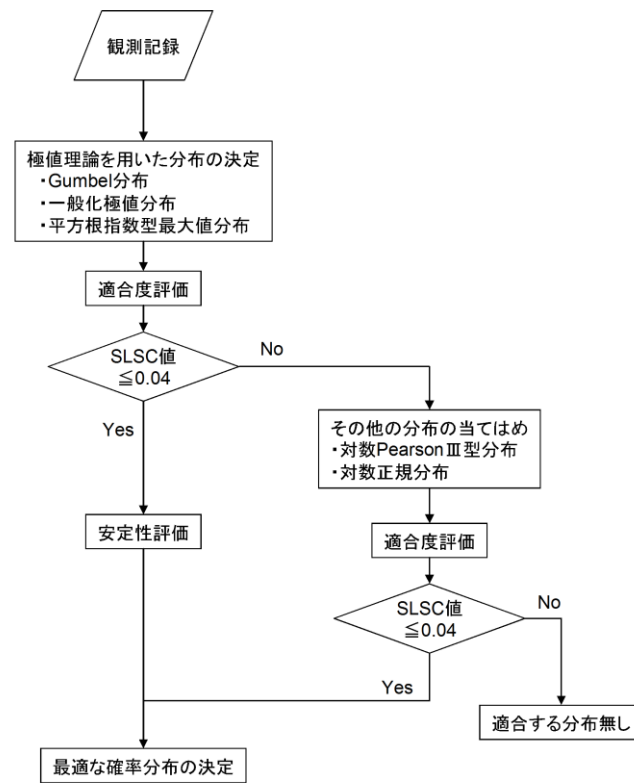 観測記録
極値理論を用いた分布の決定
・Gumbel分布
・一般化極値分布
・平方根指数型最大値分布
適合度評価
SLSC値
≦0.04
No
Yes
その他の分布の当てはめ
・対数PearsonⅢ型分布
・対数正規分布
安定性評価
適合度評価
SLSC値
≦0.04
No
Yes
適合する分布無し
最適な確率分布の決定